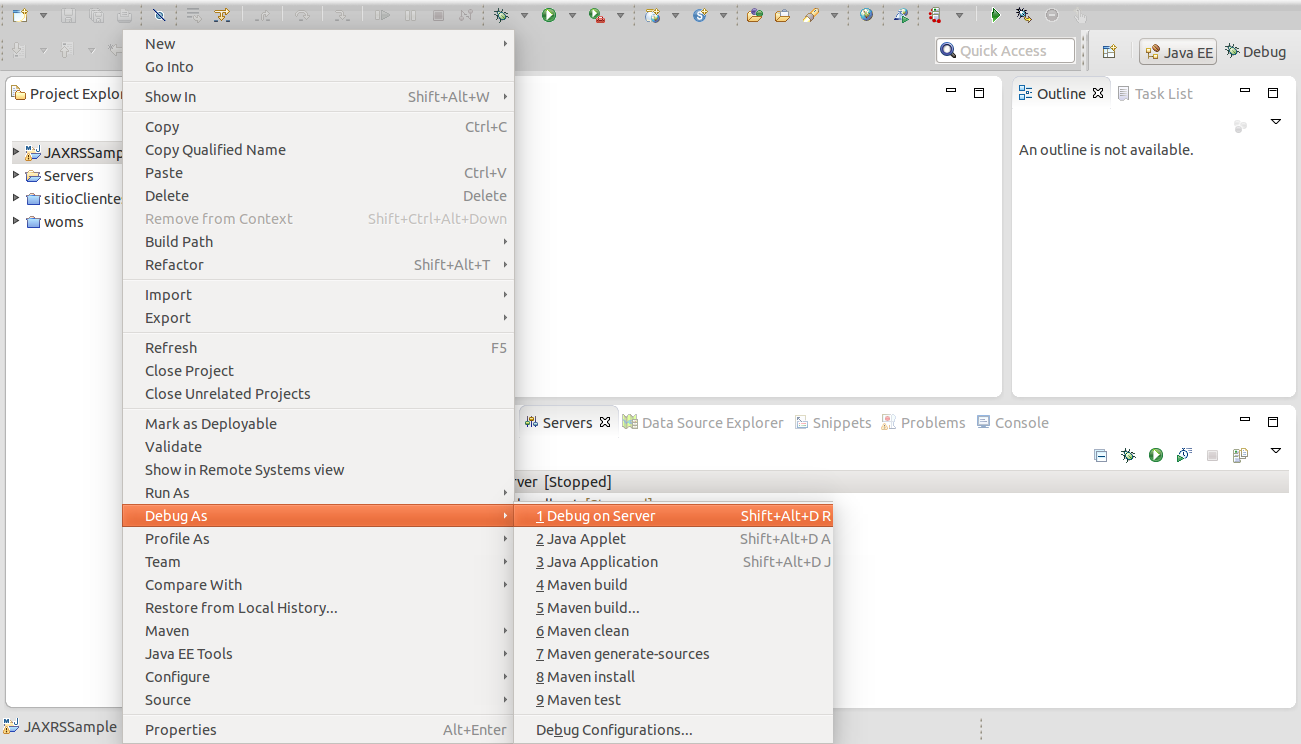 Quick Access
Java EE
Debug
Project Explo
JAXRSSamp
Servers
sitioCliente
woms
New
Go Into
Show In Shift+Alt+W
Copy Ctrl+C
Copy Qualified Name
Paste Ctrl+V
Delete Delete
Remove from Context Shift+Ctrl+Alt+Down
Build Path
Refactor Shift+Alt+T
Import
Export
Refresh F5
Close Project
Close Unrelated Projects
Mark as Deployable
Validate
Show in Remote Systems view
Run As
Debug As
Profile As
Team
Compare With
Restore from Local History...
Maven
Java EE Tools
Configure
Source
Properties Alt+Enter
Outline Task List
An outline is not available.
Servers Data Source Explorer Snippets Problems Console
rver [Stopped]
1 Debug on Server Shift+Alt+D R
2 Java Applet Shift+Alt+D A
3 Java Application Shift+Alt+D J
4 Maven build
5 Maven build...
6 Maven clean
7 Maven generate-sources
8 Maven install
9 Maven test
Debug Configurations...
JAXRSSample